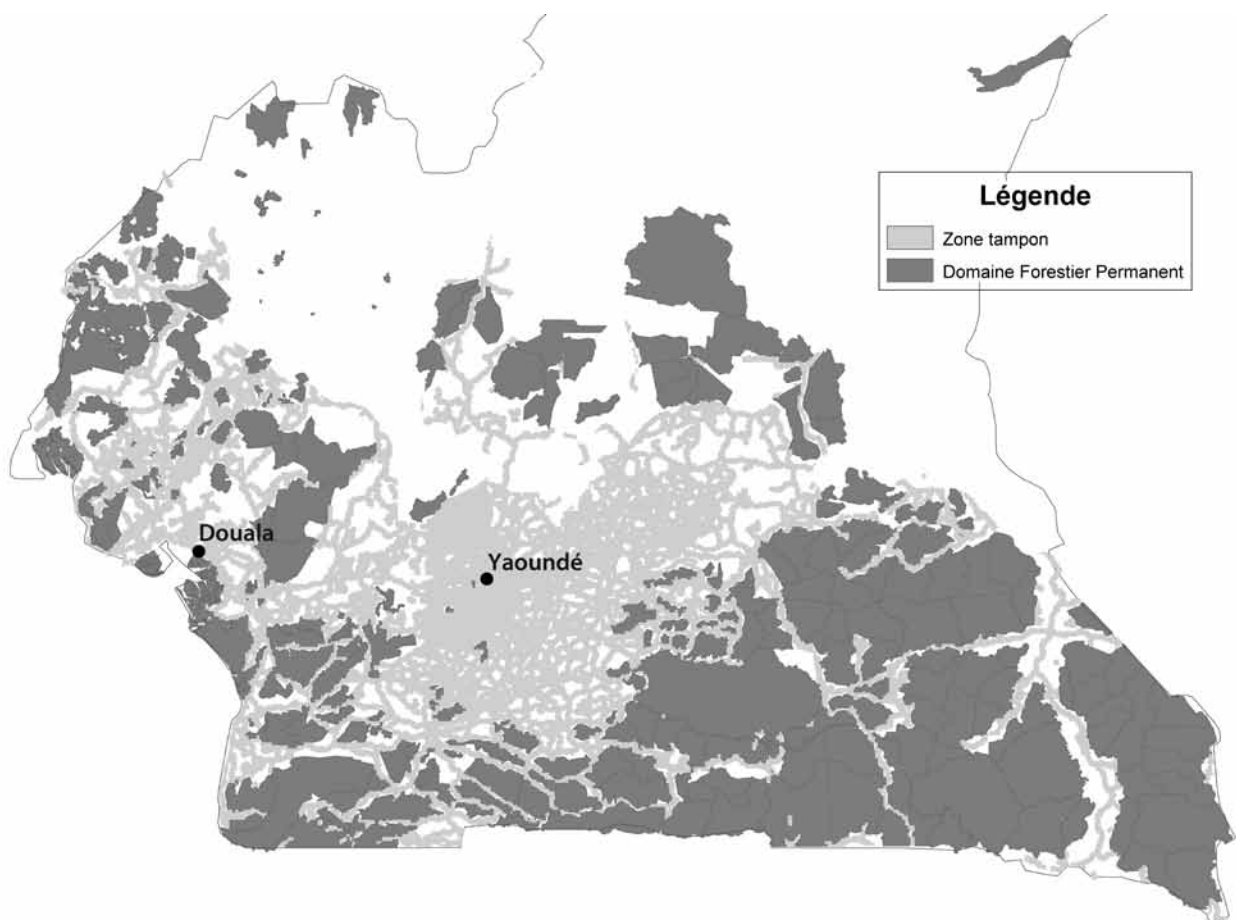 Légende
Zone tampon
Domaine Forestier Permanent
Douala
Yaoundé